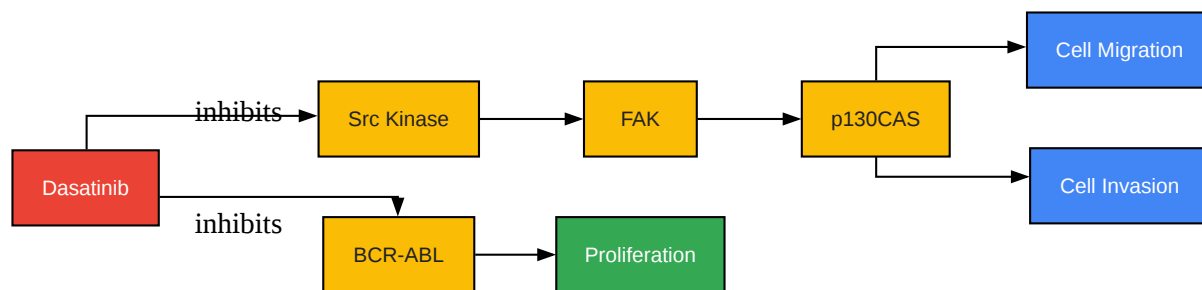 Cell Migration
inhibits
Src Kinase
FAK
p130CAS
Dasatinib
Cell Invasion
inhibits
BCR-ABL
Proliferation